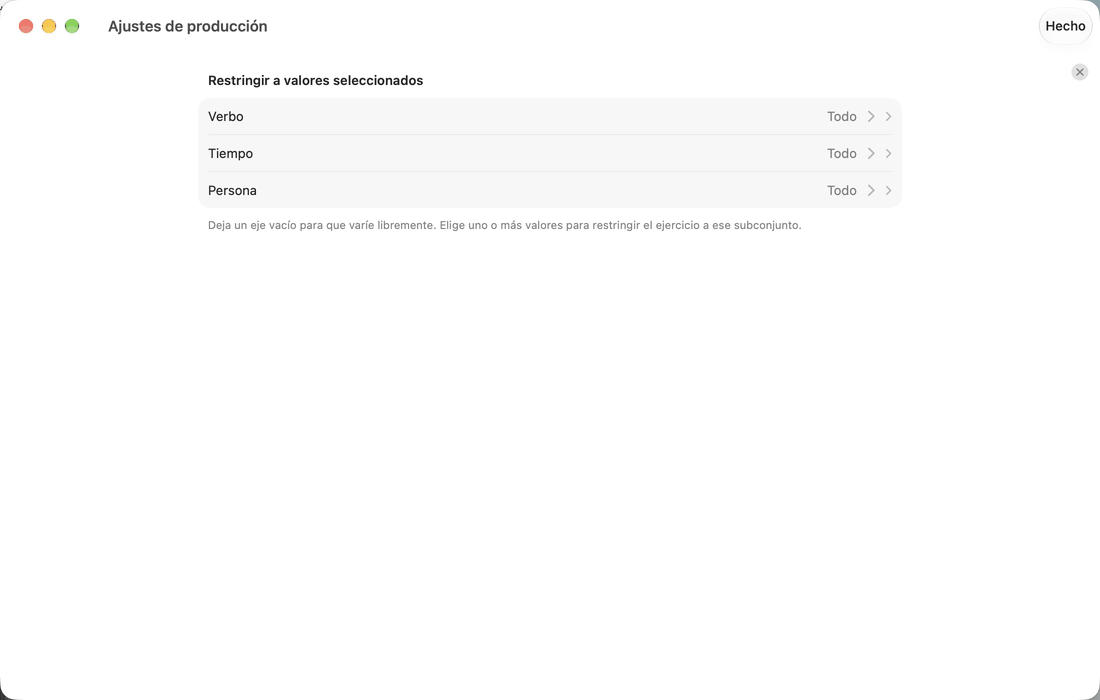 Ajustes de producción
Hecho
Restringir a valores seleccionados
Verbo Todo
Tiempo Todo
Persona Todo
Deja un eje vacío para que varíe libremente. Elige uno o más valores para restringir el ejercicio a ese subconjunto.